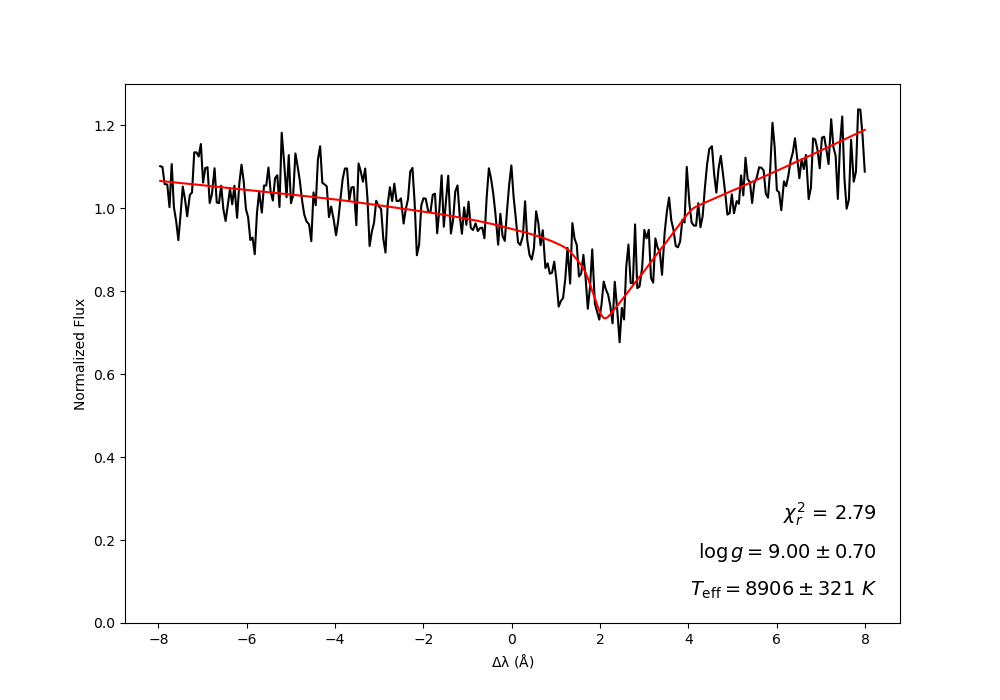 1.2
1.0
0.8
0.6
0.4
0.2
0.0
Normalized Flux
χ²ᵣ = 2.79
log g = 9.00 ± 0.70
T_eff = 8906 ± 321 K
−8 −6 −4 −2 0 2 4 6 8
Δλ (Å)